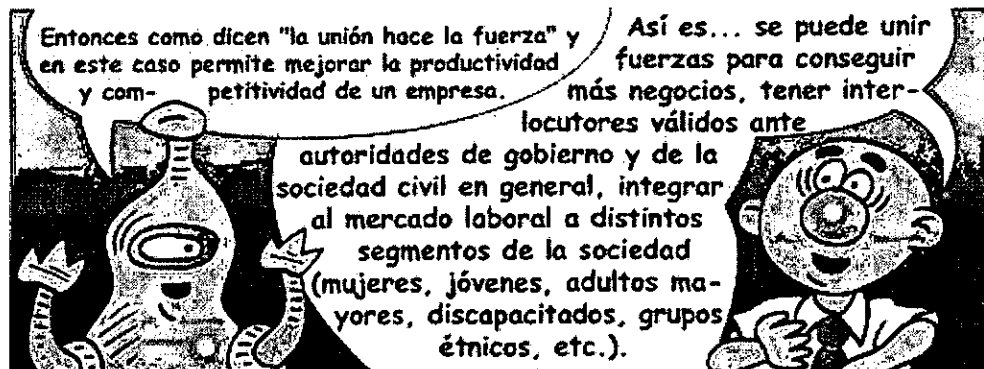 Entonces como dicen "la unión hace la fuerza" y
en este caso permite mejorar la productividad
y com- petitividad de un empresa.
Así es... se puede unir
fuerzas para conseguir
más negocios, tener inter-
locutores válidos ante
autoridades de gobierno y de la
sociedad civil en general, integrar
al mercado laboral a distintos
segmentos de la sociedad
(mujeres, jóvenes, adultos ma-
yores, discapacitados, grupos
étnicos, etc.).